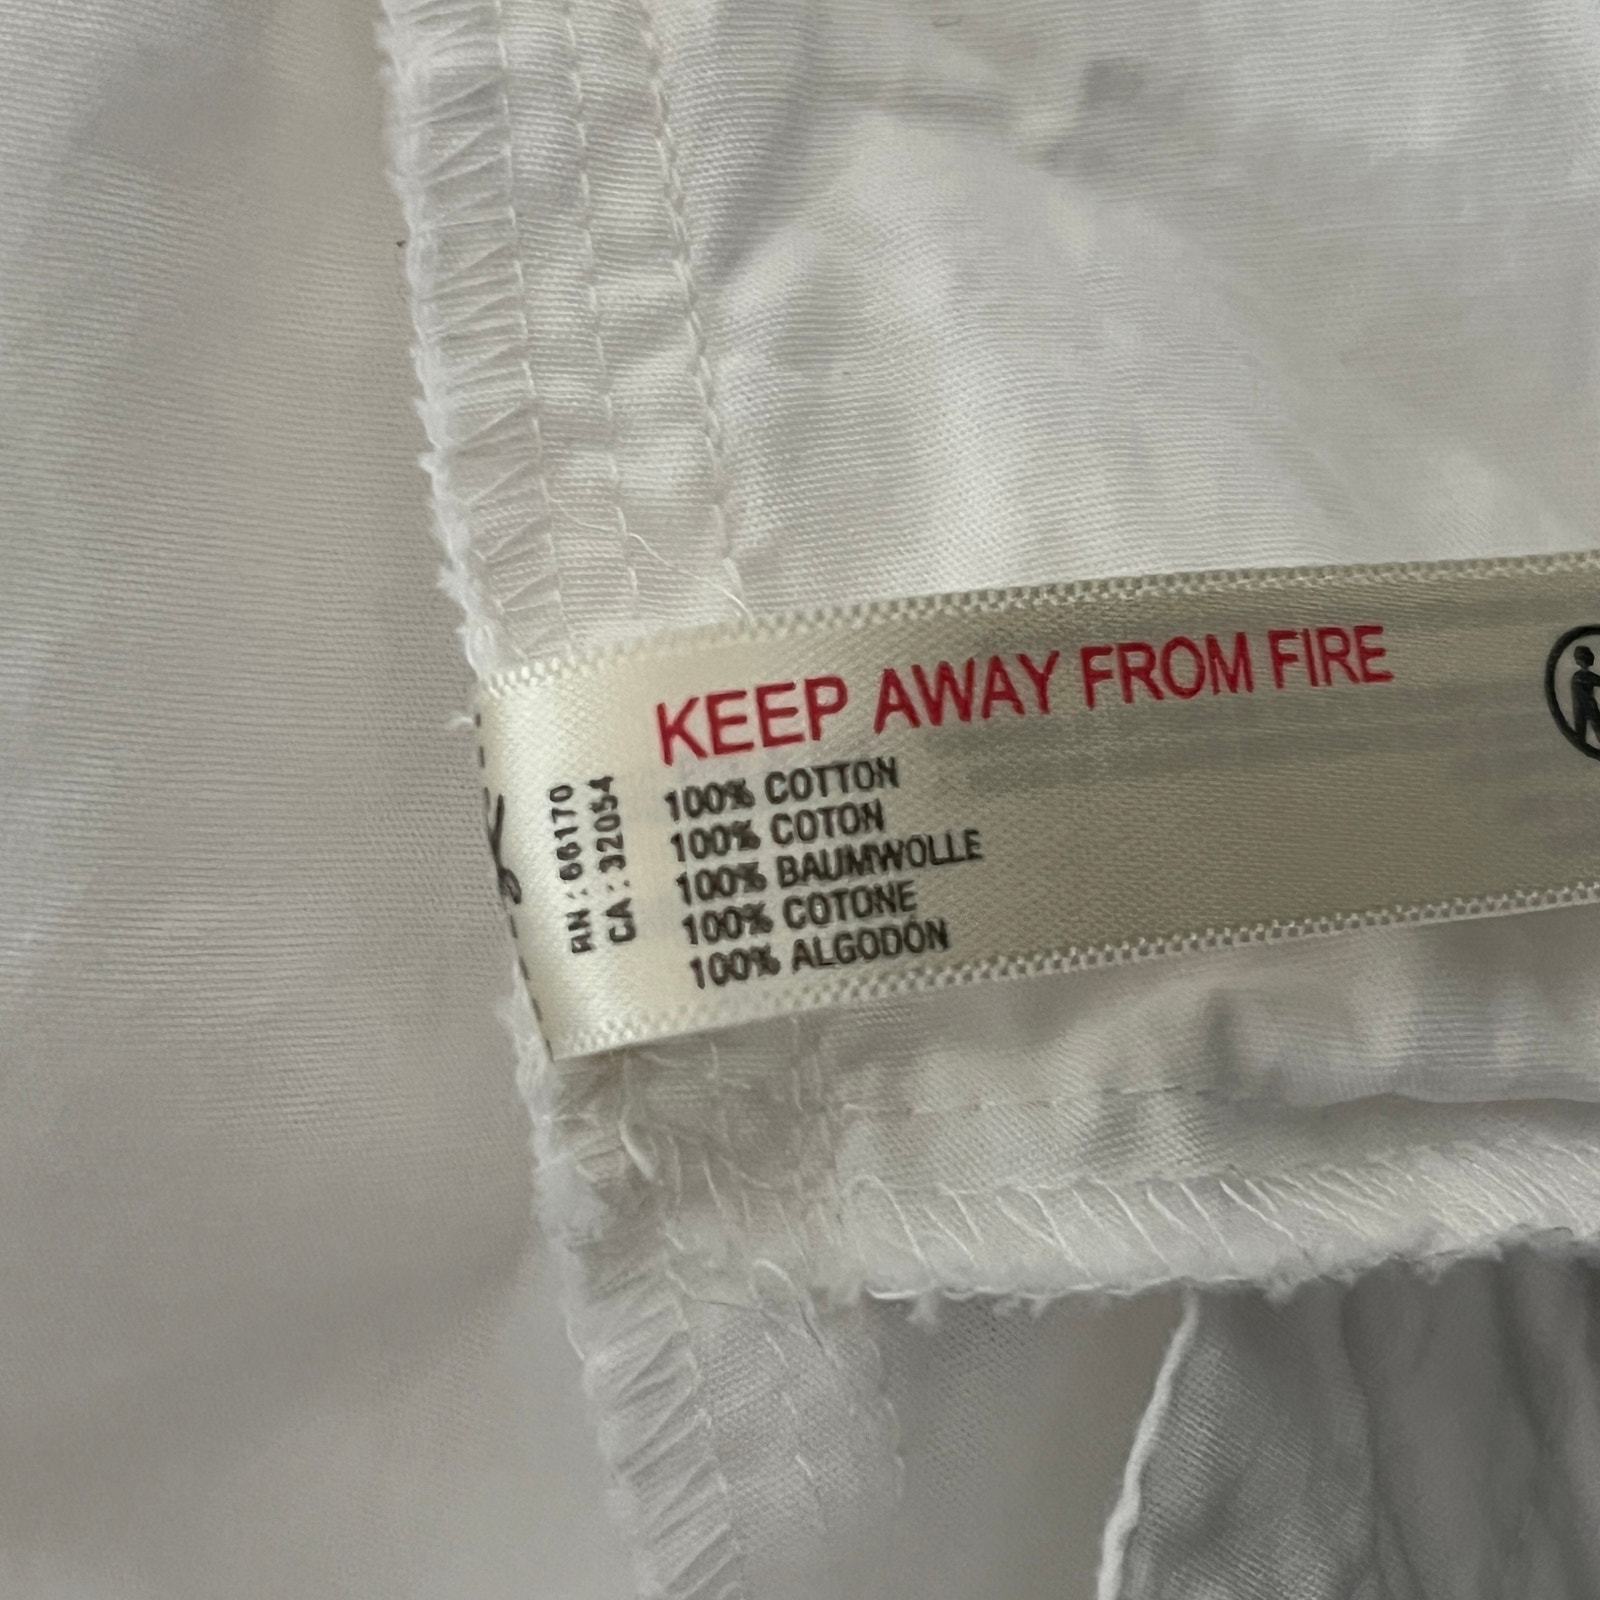 KEEP AWAY FROM FIRE
100% COTTON
100% COTON
100% BAUMWOLLE
100% COTONE
100% ALGODÓN
RN : 66170
CA : 32054